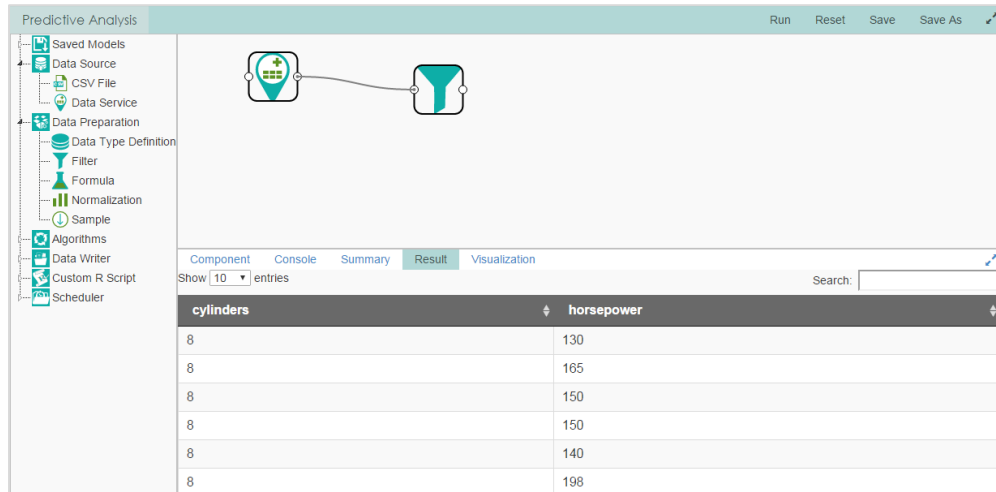 Predictive Analysis
Run Reset Save Save As
Saved Models
Data Source
CSV File
Data Service
Data Preparation
Data Type Definition
Filter
Formula
Normalization
Sample
Algorithms
Data Writer
Custom R Script
Scheduler
Component Console Summary Result Visualization
Show 10 entries Search:
cylinders horsepower
8 130
8 165
8 150
8 150
8 140
8 198